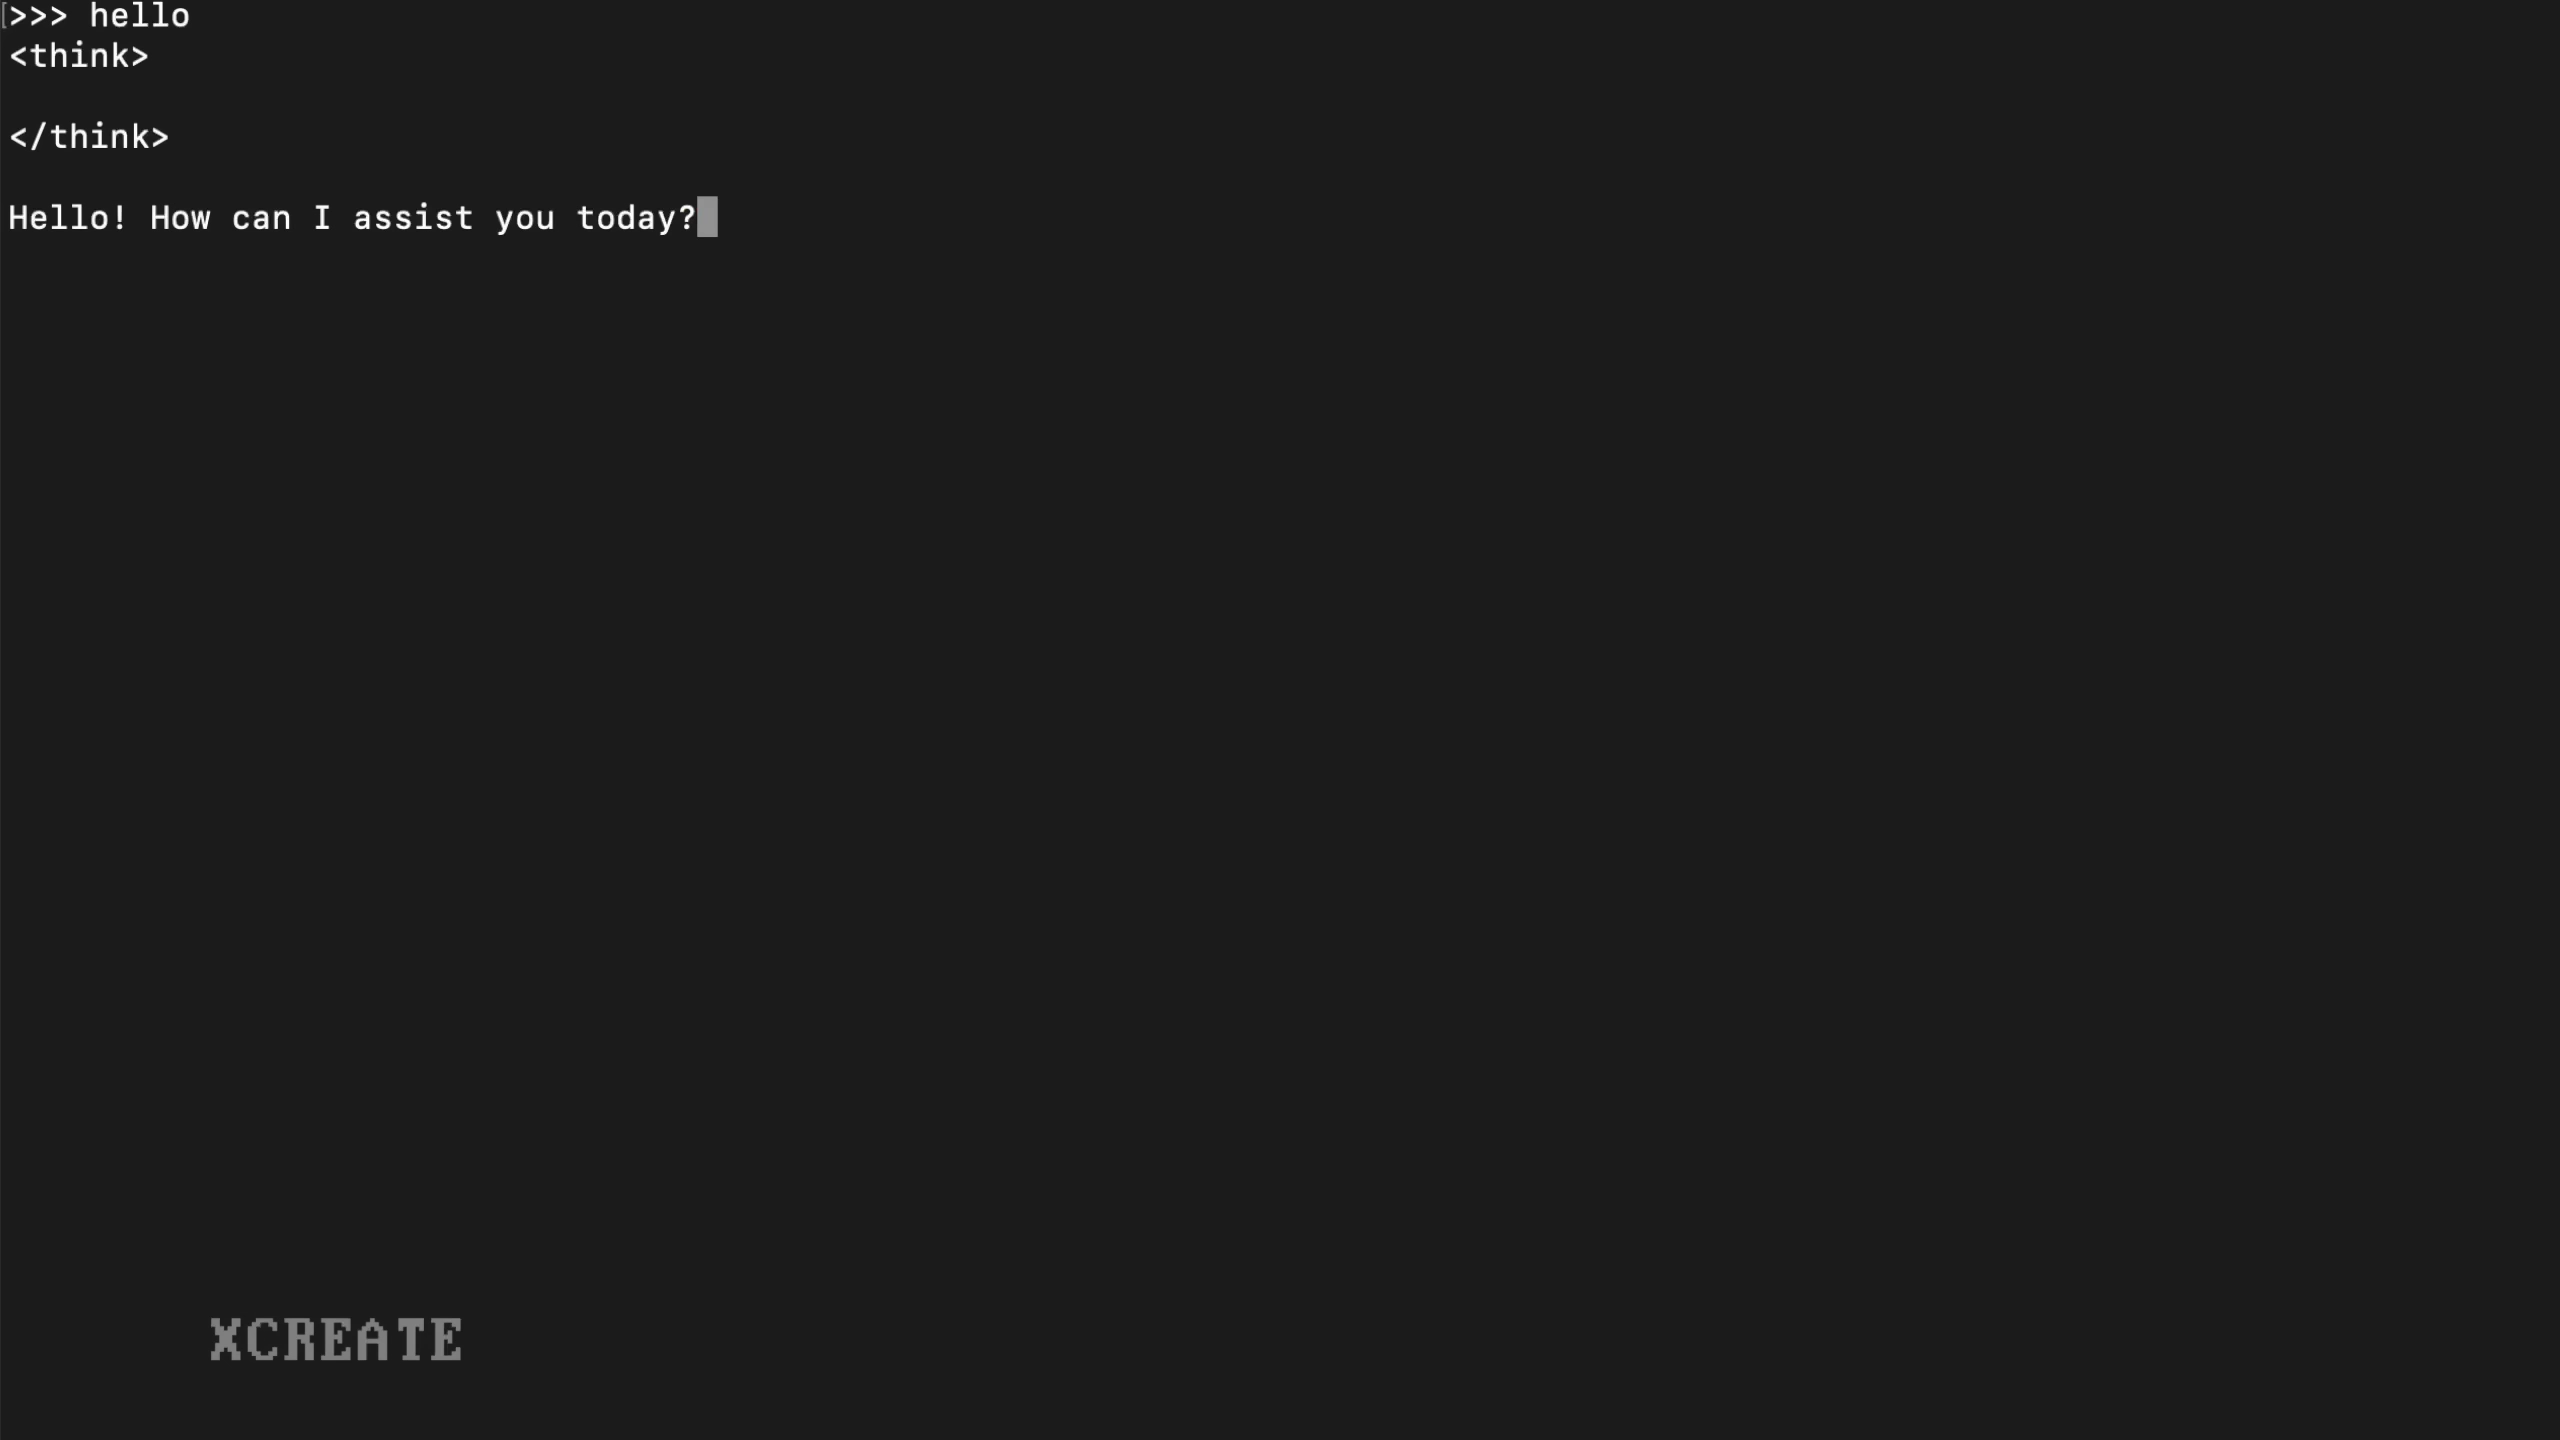 >>> hello
<think>
</think>
Hello! How can I assist you today?
XCREATE